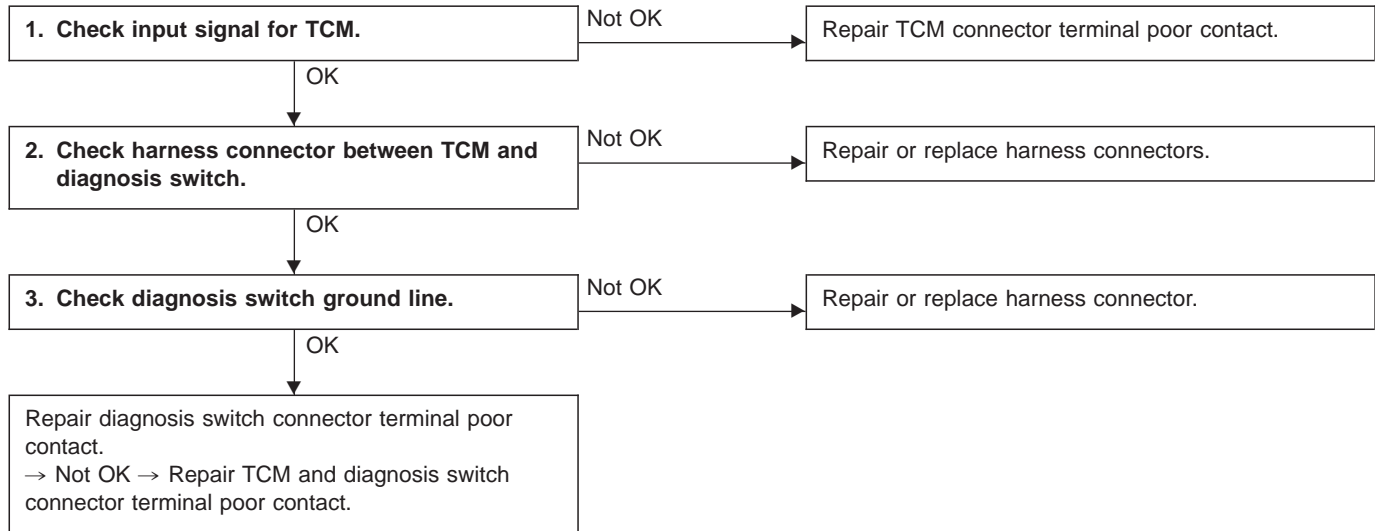 1. Check input signal for TCM.
Not OK
Repair TCM connector terminal poor contact.
OK
2. Check harness connector between TCM and
diagnosis switch.
Not OK
Repair or replace harness connectors.
OK
3. Check diagnosis switch ground line.
Not OK
Repair or replace harness connector.
OK
Repair diagnosis switch connector terminal poor
contact.
→ Not OK → Repair TCM and diagnosis switch
connector terminal poor contact.